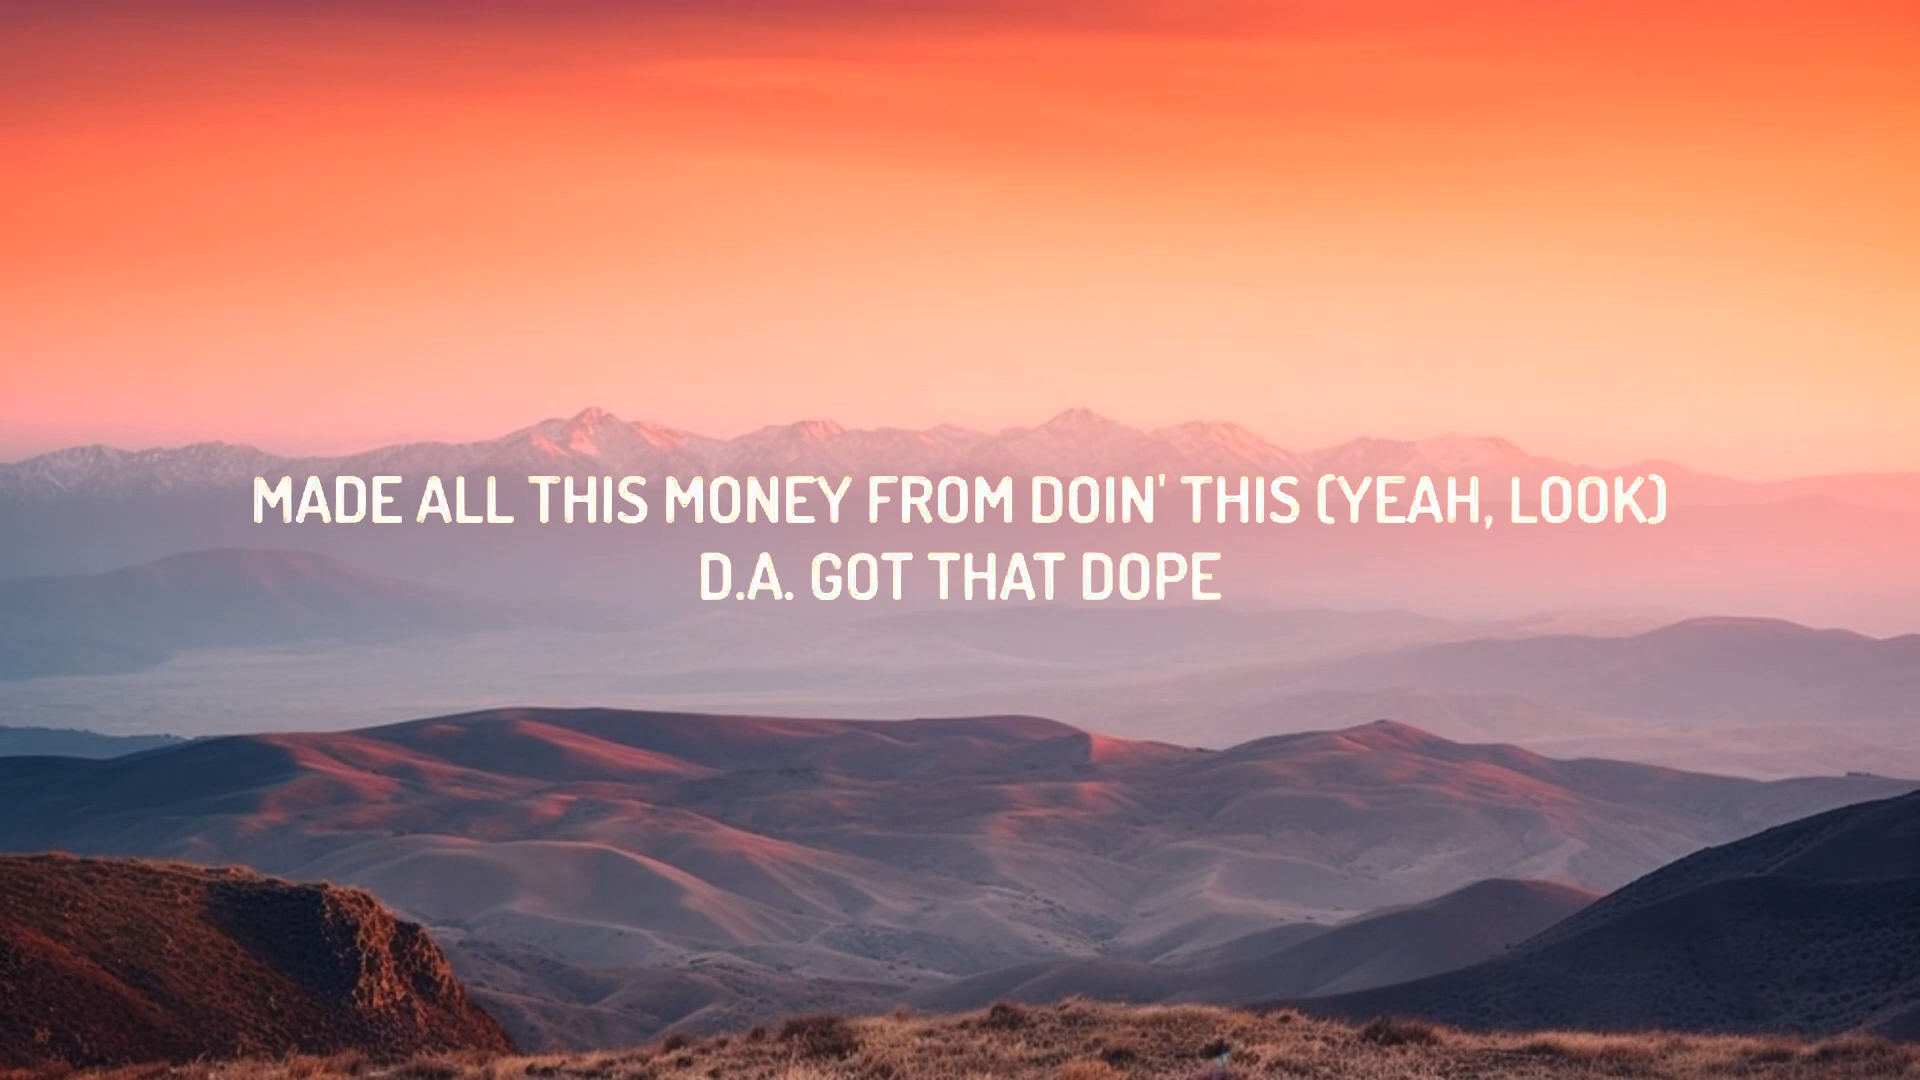 MADE ALL THIS MONEY FROM DOIN' THIS (YEAH, LOOK)
D.A. GOT THAT DOPE